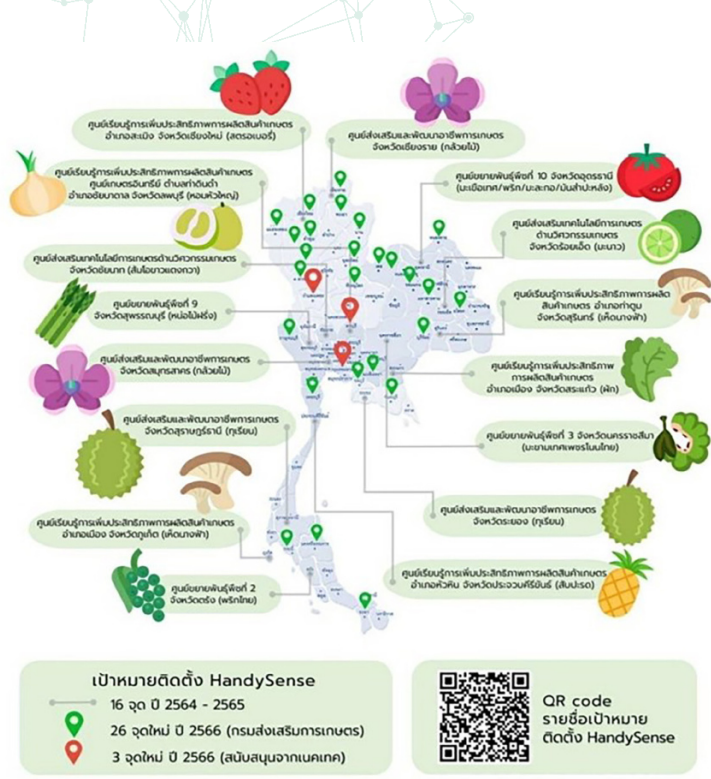 ศูนย์เรียนรู้การเพิ่มประสิทธิภาพการผลิตสินค้าเกษตร
อำเภอสะเมิง จังหวัดเชียงใหม่ (สตรอเบอรี่)
ศูนย์ส่งเสริมและพัฒนาอาชีพการเกษตร
จังหวัดเชียงราย (กล้วยไม้)
ศูนย์เรียนรู้การเพิ่มประสิทธิภาพการผลิตสินค้าเกษตร
ศูนย์เกษตรอินทรีย์ ตำบลท่าดินดำ
อำเภอชัยบาดาล จังหวัดลพบุรี (หอมหัวใหญ่)
ศูนย์ขยายพันธุ์พืชที่ 10 จังหวัดอุดรธานี
(มะเขือเทศ/พริก/มะละกอ/มันสำปะหลัง)
ศูนย์ส่งเสริมเทคโนโลยีการเกษตรด้านวิศวกรรมเกษตร
จังหวัดชัยนาท (ส้มโอขาวแตงกวา)
ศูนย์ส่งเสริมเทคโนโลยีการเกษตร
ด้านวิศวกรรมเกษตร
จังหวัดร้อยเอ็ด (มะนาว)
ศูนย์ขยายพันธุ์พืชที่ 9
จังหวัดสุพรรณบุรี (หน่อไม้ฝรั่ง)
ศูนย์เรียนรู้การเพิ่มประสิทธิภาพการผลิต
สินค้าเกษตร อำเภอท่าตูม
จังหวัดสุรินทร์ (เห็ดนางฟ้า)
ศูนย์ส่งเสริมและพัฒนาอาชีพการเกษตร
จังหวัดสมุทรสาคร (กล้วยไม้)
ศูนย์เรียนรู้การเพิ่มประสิทธิภาพ
การผลิตสินค้าเกษตร
อำเภอเมือง จังหวัดสระแก้ว (ผัก)
ศูนย์ส่งเสริมและพัฒนาอาชีพการเกษตร
จังหวัดสุราษฎร์ธานี (ทุเรียน)
ศูนย์ขยายพันธุ์พืชที่ 3 จังหวัดนครราชสีมา
(มะขามเทศเพชรโนนไทย)
ศูนย์เรียนรู้การเพิ่มประสิทธิภาพการผลิตสินค้าเกษตร
อำเภอเมือง จังหวัดภูเก็ต (เห็ดนางฟ้า)
ศูนย์ส่งเสริมและพัฒนาอาชีพการเกษตร
จังหวัดระยอง (ทุเรียน)
ศูนย์ขยายพันธุ์พืชที่ 2
จังหวัดตรัง (พริกไทย)
ศูนย์เรียนรู้การเพิ่มประสิทธิภาพการผลิตสินค้าเกษตร
อำเภอหัวหิน จังหวัดประจวบคีรีขันธ์ (สับปะรด)
เป้าหมายติดตั้ง HandySense
16 จุด ปี 2564 - 2565
26 จุดใหม่ ปี 2566 (กรมส่งเสริมการเกษตร)
3 จุดใหม่ ปี 2566 (สนับสนุนจากเนคเทค)
QR code
รายชื่อเป้าหมาย
ติดตั้ง HandySense